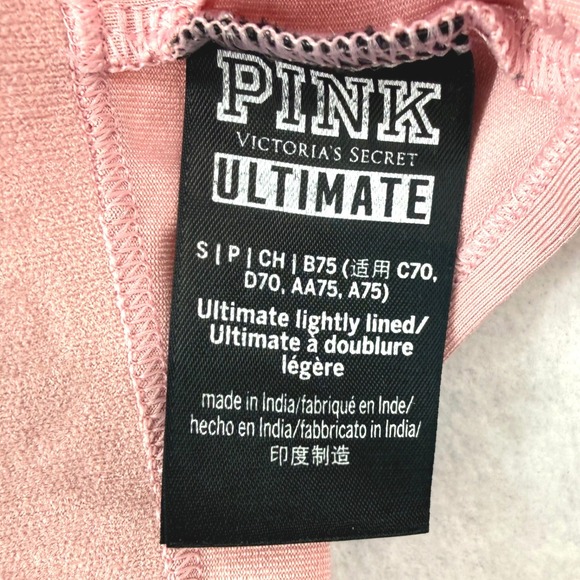 PINK
VICTORIA'S SECRET
ULTIMATE
S | P | CH | B75 (适用 C70,
D70, AA75, A75)
Ultimate lightly lined/
Ultimate à doublure
légère
made in India/fabriqué en Inde/
hecho en India/fabbricato in India/
印度制造